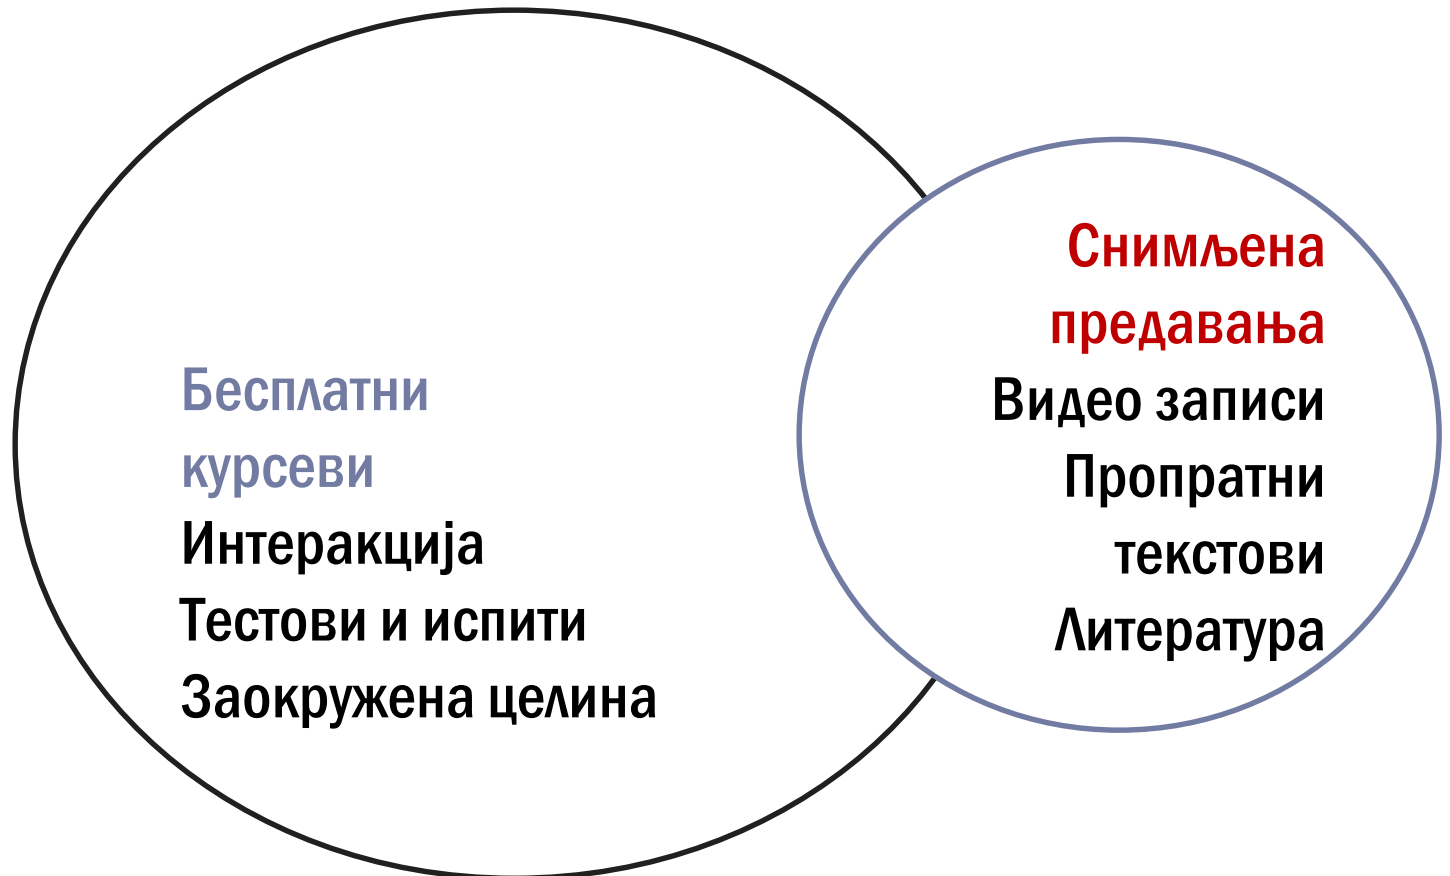 Бесплатни
курсеви
Интеракција
Тестови и испити
Заокружена целина
Снимљена
предавања
Видео записи
Пропратни
текстови
Литература